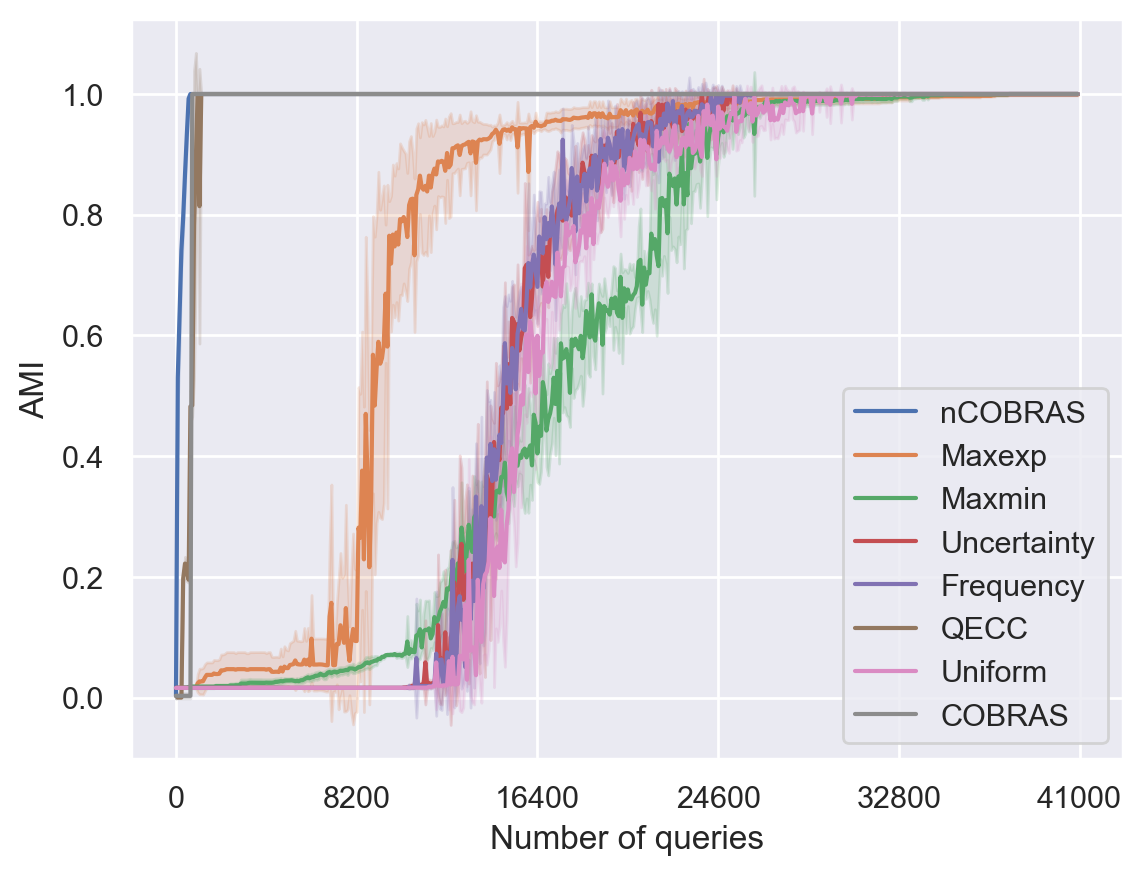 AMI
1.0
0.8
0.6
0.4
0.2
0.0
nCOBRAS
Maxexp
Maxmin
Uncertainty
Frequency
QECC
Uniform
COBRAS
0 8200 16400 24600 32800 41000
Number of queries